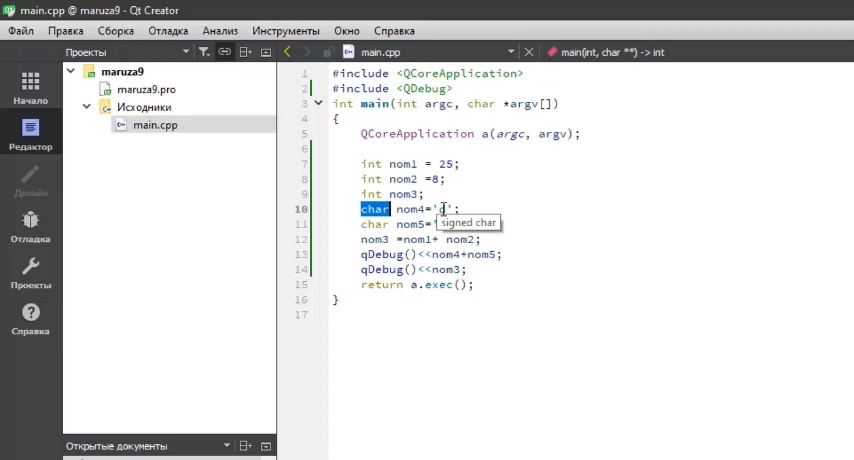 main.cpp @ maruza9 - Qt Creator
Файл Правка Сборка Отладка Анализ Инструменты Окно Справка
Проекты
main.cpp
main(int, char **) -> int
Начало
Редактор
Дизайн
Отладка
Проекты
Справка
maruza9
maruza9.pro
Исходники
main.cpp
1 #include <QCoreApplication>
2 #include <QDebug>
3 int main(int argc, char *argv[])
4 {
5 QCoreApplication a(argc, argv);
6
7 int nom1 = 25;
8 int nom2 =8;
9 int nom3;
10 char nom4=' ';
signed char
11 char nom5='
12 nom3 =nom1+ nom2;
13 qDebug()<<nom4+nom5;
14 qDebug()<<nom3;
15 return a.exec();
16 }
17
Открытые документы